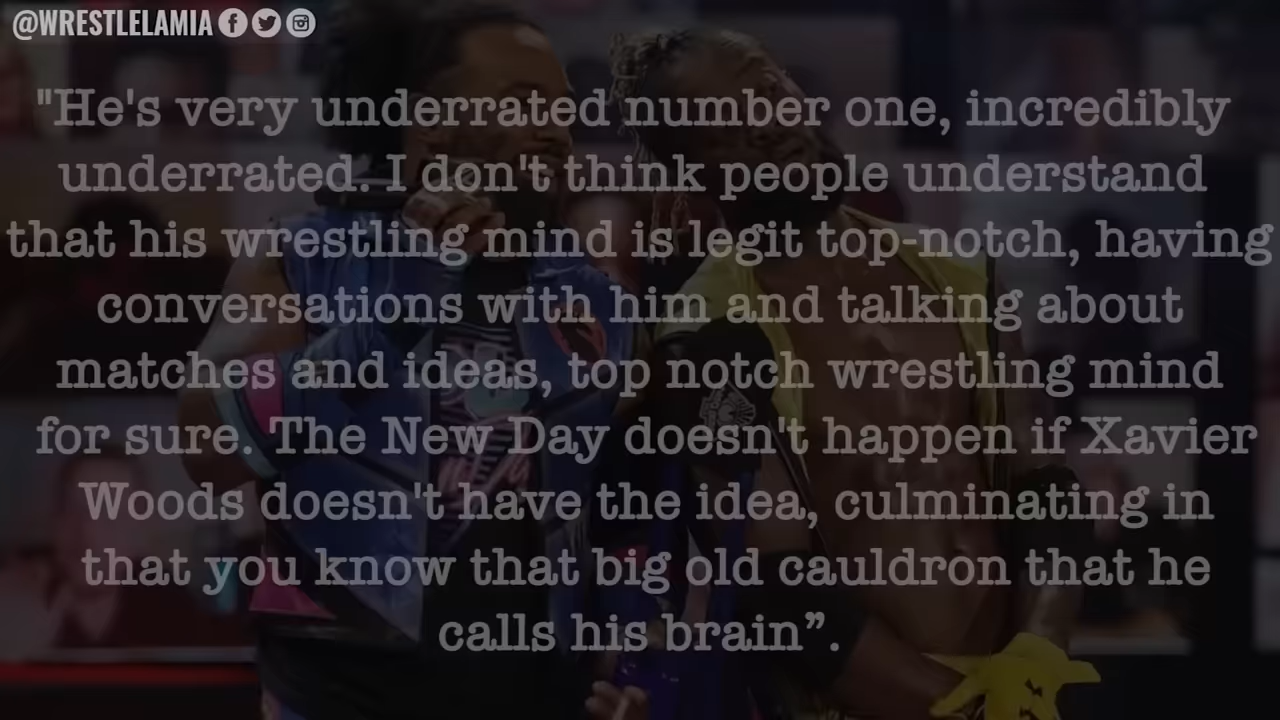 @WRESTLELAMIA
"He's very underrated number one, incredibly
underrated. I don't think people understand
that his wrestling mind is legit top-notch, having
conversations with him and talking about
matches and ideas, top notch wrestling mind
for sure. The New Day doesn't happen if Xavier
Woods doesn't have the idea, culminating in
that you know that big old cauldron that he
calls his brain”.